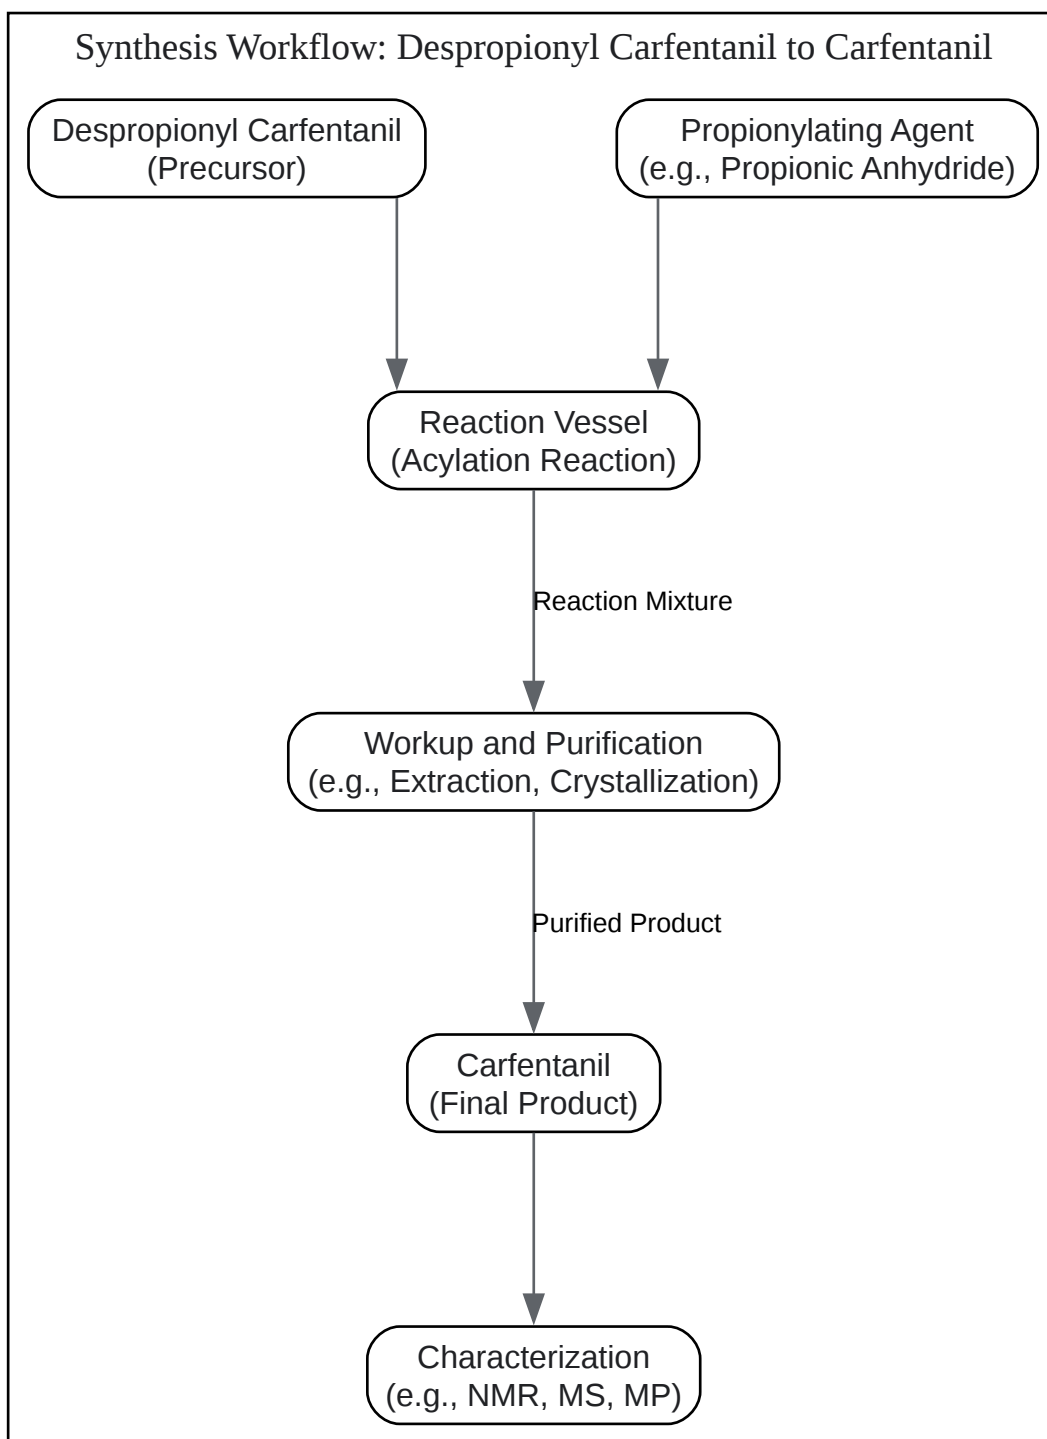 Synthesis Workflow: Despropionyl Carfentanil to Carfentanil
Despropionyl Carfentanil
(Precursor)
Propionylating Agent
(e.g., Propionic Anhydride)
Reaction Vessel
(Acylation Reaction)
Reaction Mixture
Workup and Purification
(e.g., Extraction, Crystallization)
Purified Product
Carfentanil
(Final Product)
Characterization
(e.g., NMR, MS, MP)